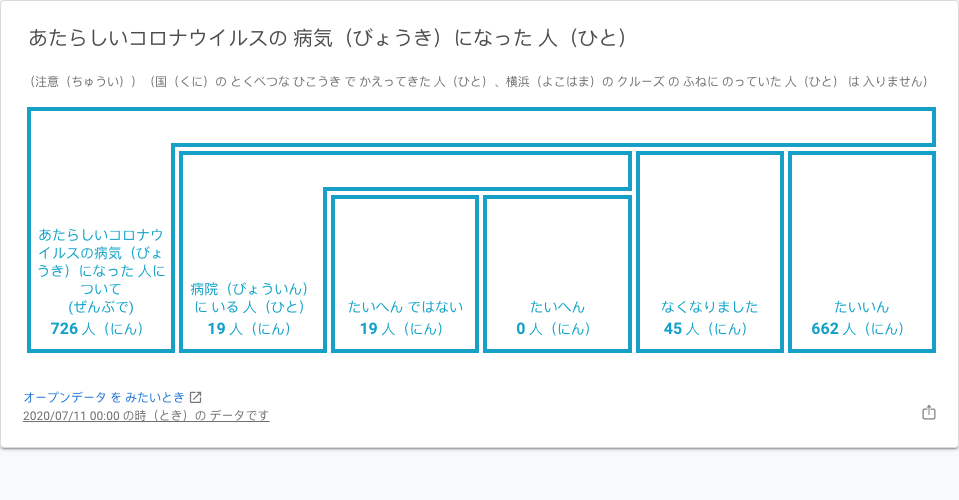 あたらしいコロナウイルスの 病気（びょうき）になった 人（ひと）
（注意（ちゅうい））（国（くに）の とくべつな ひこうき で かえってきた 人（ひと）、横浜（よこはま）の クルーズ の ふねに のっていた 人（ひと） は 入りません）
あたらしいコロナウ
イルスの病気（びょ
うき）になった 人に
ついて
(ぜんぶで)
726 人（にん）
病院（びょういん）
に いる 人（ひと）
19 人（にん）
たいへん ではない
19 人（にん）
たいへん
0 人（にん）
なくなりました
45 人（にん）
たいいん
662 人（にん）
オープンデータ を みたいとき
2020/07/11 00:00 の時（とき）の データです